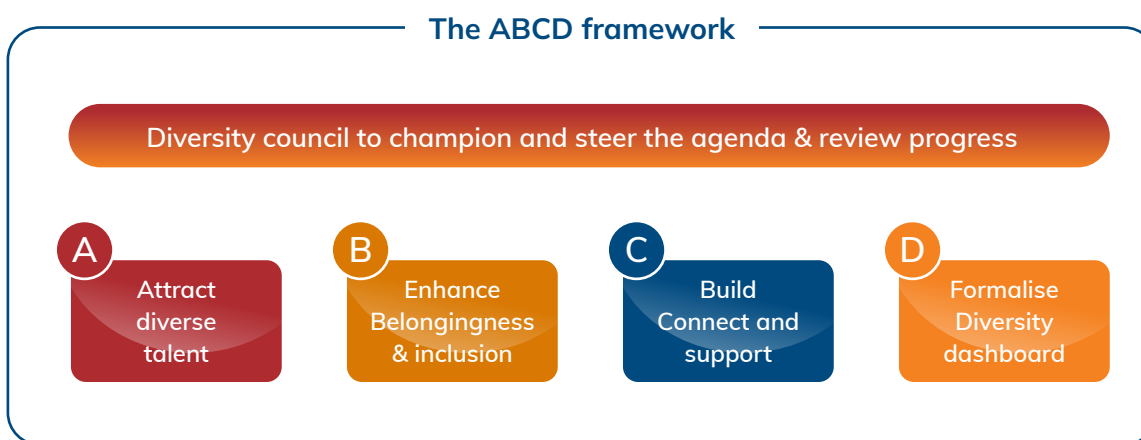 The ABCD framework
Diversity council to champion and steer the agenda & review progress
A
Attract
diverse
talent
B
Enhance
Belongingness
& inclusion
C
Build
Connect and
support
D
Formalise
Diversity
dashboard